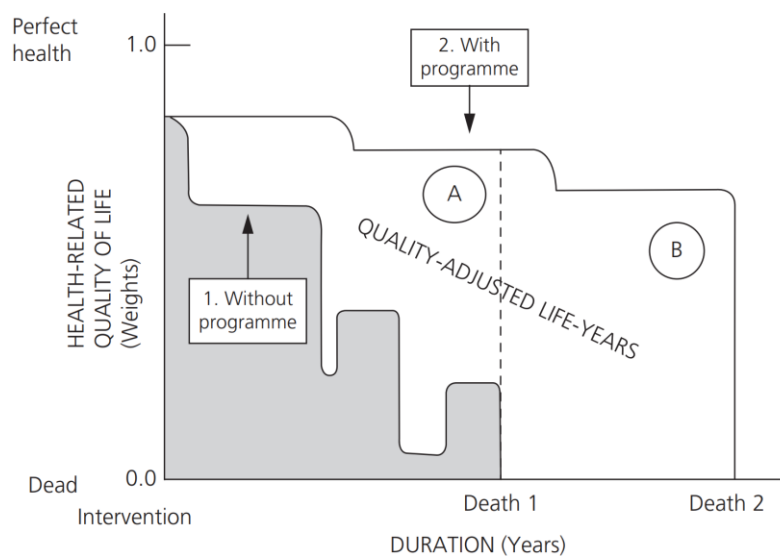 Perfect
health
1.0
2. With
programme
A
B
QUALITY-ADJUSTED LIFE-YEARS
HEALTH-RELATED
QUALITY OF LIFE
(Weights)
1. Without
programme
Dead
0.0
Intervention
Death 1
Death 2
DURATION (Years)